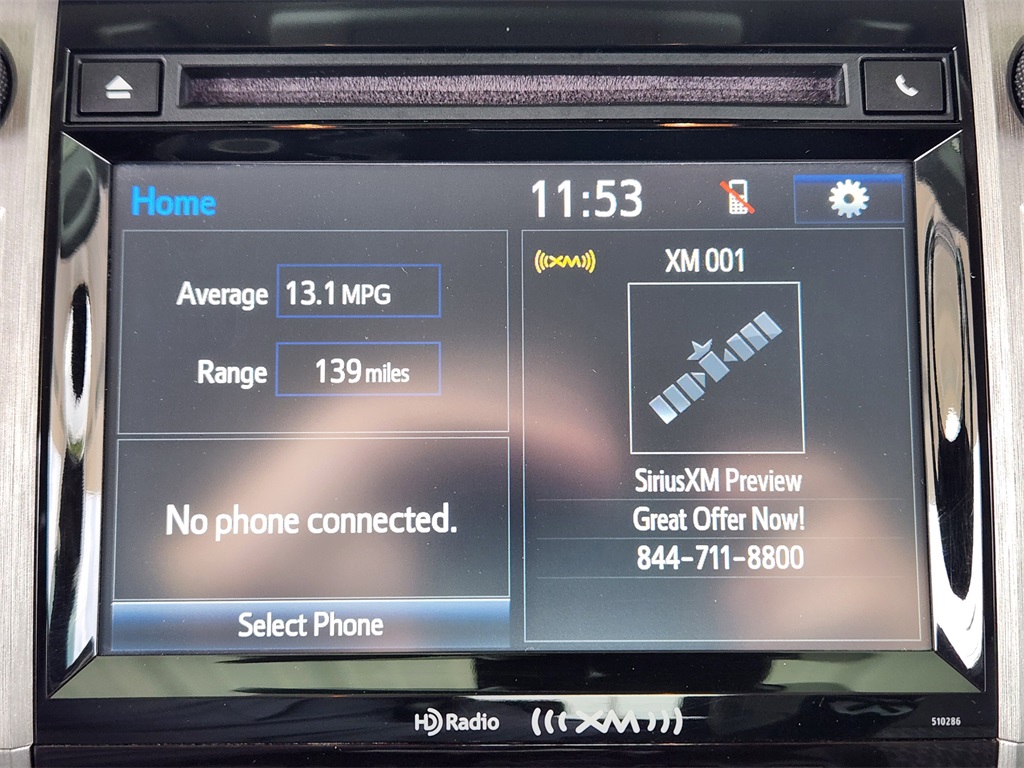 Home
11:53
Average 13.1 MPG
Range 139 miles
No phone connected.
Select Phone
((XM))
XM 001
SiriusXM Preview
Great Offer Now!
844-711-8800
HD Radio
(((XM)))
510286